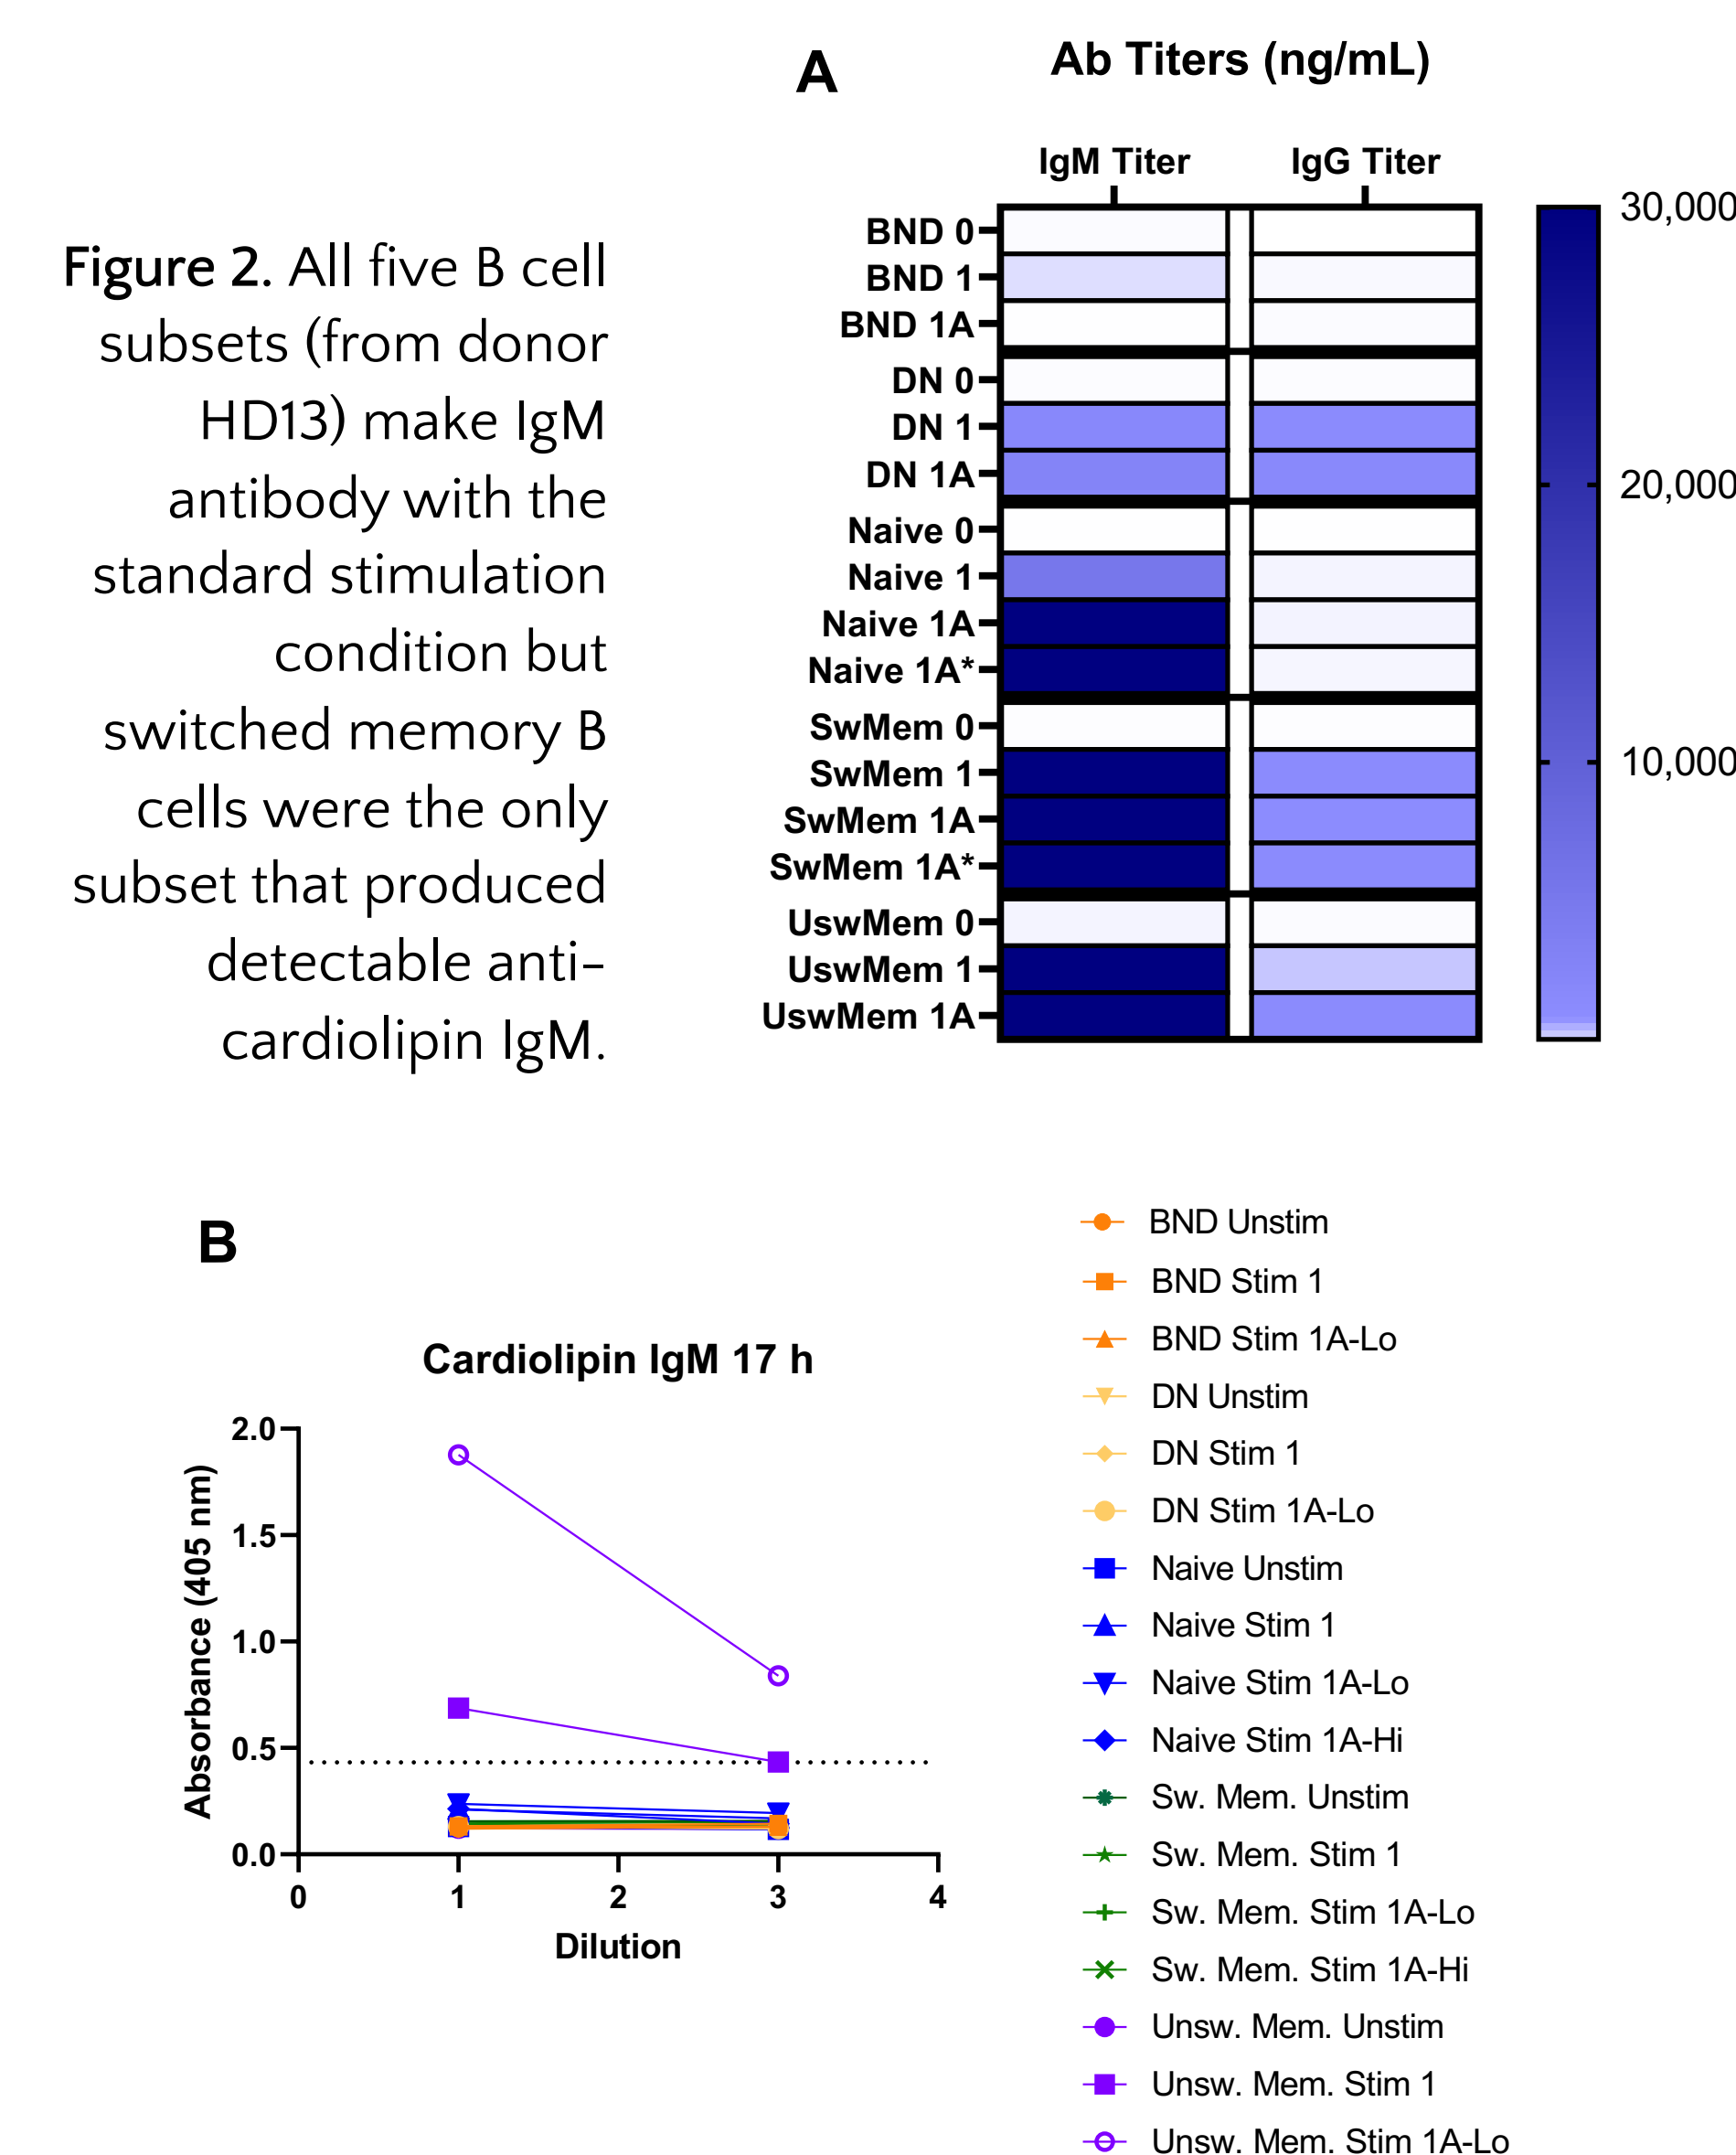 Figure 2. All five B cell
subsets (from donor
HD13) make IgM
antibody with the
standard stimulation
condition but
switched memory B
cells were the only
subset that produced
detectable anti-
cardiolipin IgM.
A
Ab Titers (ng/mL)
IgM Titer
IgG Titer
BND 0
BND 1
BND 1A
DN 0
DN 1
DN 1A
Naive 0
Naive 1
Naive 1A
Naive 1A*
SwMem 0
SwMem 1
SwMem 1A
SwMem 1A*
UswMem 0
UswMem 1
UswMem 1A
30,000
20,000
10,000
B
Cardiolipin IgM 17 h
Absorbance (405 nm)
2.0
1.5
1.0
0.5
0.0
0
1
2
3
4
Dilution
BND Unstim
BND Stim 1
BND Stim 1A-Lo
DN Unstim
DN Stim 1
DN Stim 1A-Lo
Naive Unstim
Naive Stim 1
Naive Stim 1A-Lo
Naive Stim 1A-Hi
Sw. Mem. Unstim
Sw. Mem. Stim 1
Sw. Mem. Stim 1A-Lo
Sw. Mem. Stim 1A-Hi
Unsw. Mem. Unstim
Unsw. Mem. Stim 1
Unsw. Mem. Stim 1A-Lo